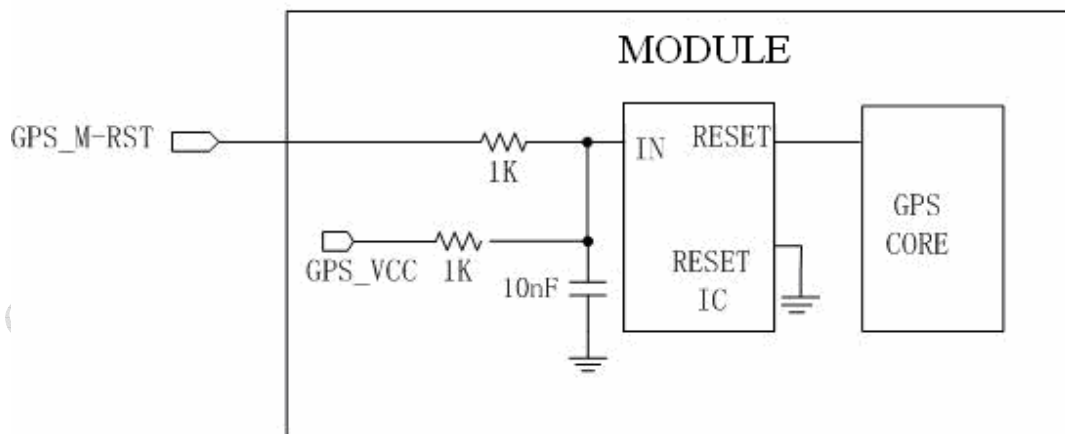 MODULE
GPS_M-RST
1K
IN
RESET
GPS_VCC
1K
10nF
RESET
IC
GPS
CORE